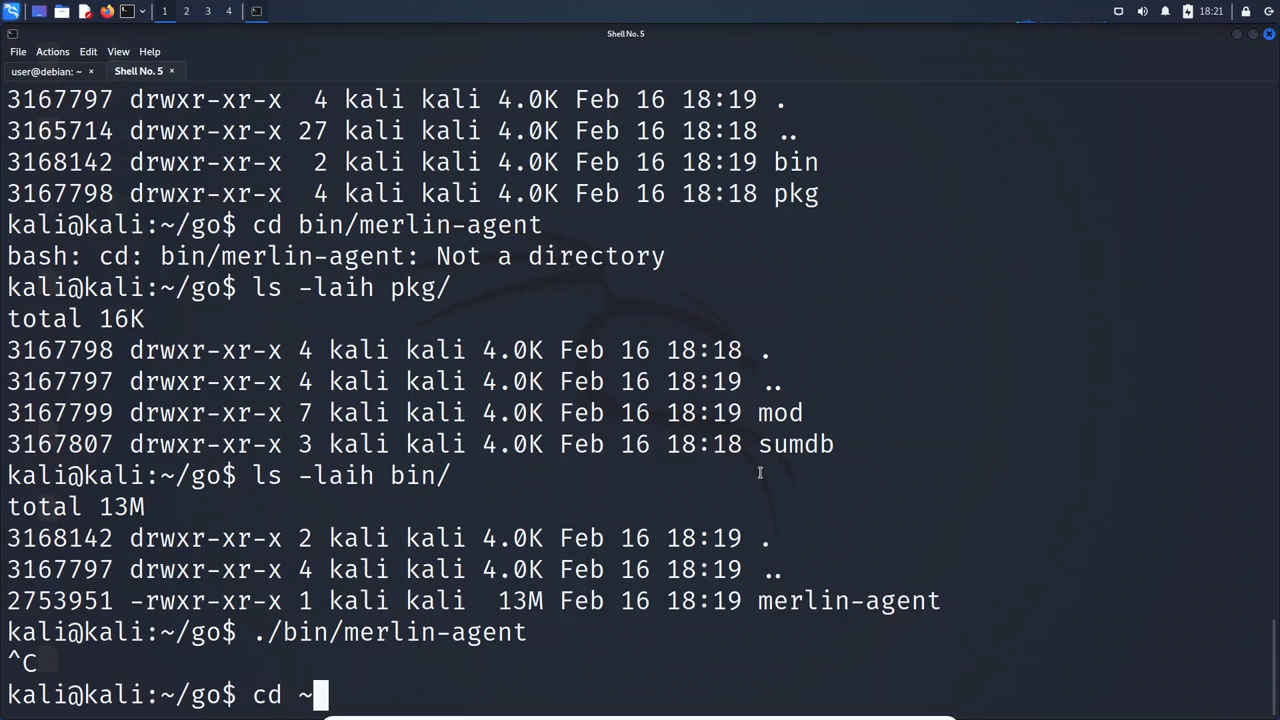 1 2 3 4 18:21
Shell No. 5
File Actions Edit View Help
user@debian: ~ × Shell No. 5 ×
3167797 drwxr-xr-x  4 kali kali 4.0K Feb 16 18:19 .
3165714 drwxr-xr-x 27 kali kali 4.0K Feb 16 18:18 ..
3168142 drwxr-xr-x  2 kali kali 4.0K Feb 16 18:19 bin
3167798 drwxr-xr-x  4 kali kali 4.0K Feb 16 18:18 pkg
kali@kali:~/go$ cd bin/merlin-agent
bash: cd: bin/merlin-agent: Not a directory
kali@kali:~/go$ ls -laih pkg/
total 16K
3167798 drwxr-xr-x 4 kali kali 4.0K Feb 16 18:18 .
3167797 drwxr-xr-x 4 kali kali 4.0K Feb 16 18:19 ..
3167799 drwxr-xr-x 7 kali kali 4.0K Feb 16 18:19 mod
3167807 drwxr-xr-x 3 kali kali 4.0K Feb 16 18:18 sumdb
kali@kali:~/go$ ls -laih bin/
total 13M
3168142 drwxr-xr-x 2 kali kali 4.0K Feb 16 18:19 .
3167797 drwxr-xr-x 4 kali kali 4.0K Feb 16 18:19 ..
2753951 -rwxr-xr-x 1 kali kali  13M Feb 16 18:19 merlin-agent
kali@kali:~/go$ ./bin/merlin-agent
^C
kali@kali:~/go$ cd ~